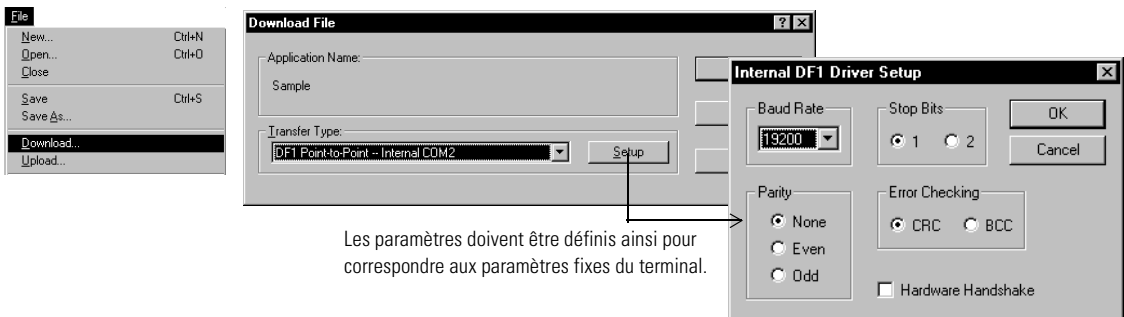 File
New... Ctrl+N
Open... Ctrl+O
Close
Save Ctrl+S
Save As...
Download...
Upload...
Download File
Application Name:
Sample
Transfer Type:
DF1 Point-to-Point -- Internal COM2
Setup
Les paramètres doivent être définis ainsi pour
correspondre aux paramètres fixes du terminal.
Internal DF1 Driver Setup
Baud Rate
19200
Stop Bits
1 2
OK
Cancel
Parity
None
Even
Odd
Error Checking
CRC BCC
Hardware Handshake